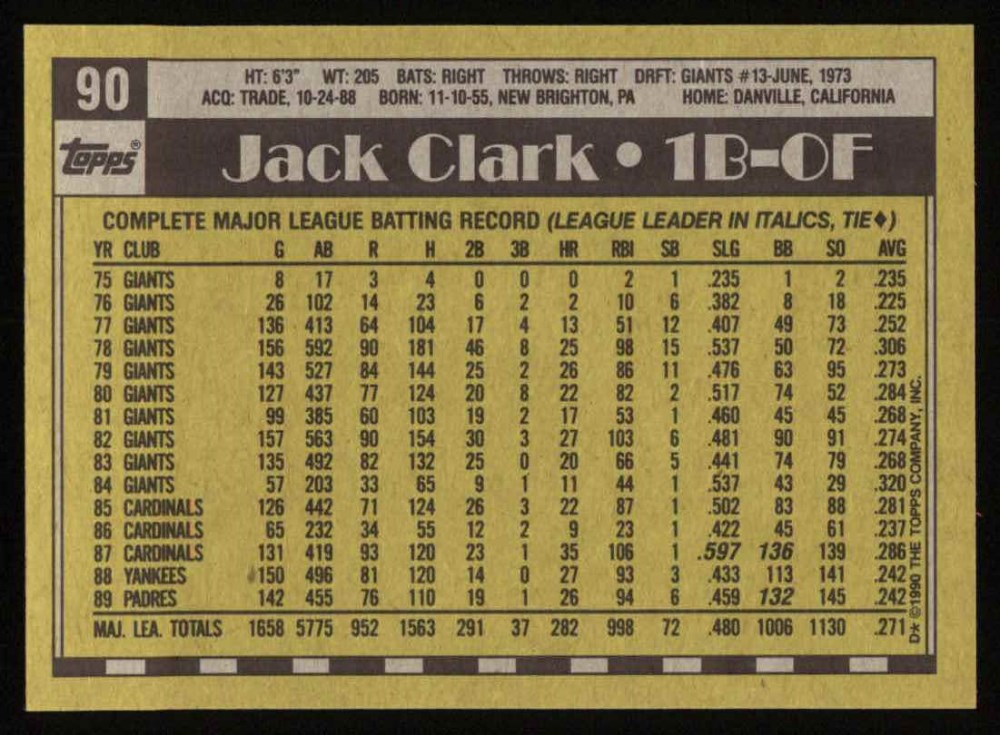 90
HT: 6'3" WT: 205 BATS: RIGHT THROWS: RIGHT DRFT: GIANTS #13-JUNE, 1973
ACQ: TRADE, 10-24-88 BORN: 11-10-55, NEW BRIGHTON, PA HOME: DANVILLE, CALIFORNIA
topps®
Jack Clark • 1B-OF
COMPLETE MAJOR LEAGUE BATTING RECORD (LEAGUE LEADER IN ITALICS, TIE♦)
YR CLUB G AB R H 2B 3B HR RBI SB SLG BB SO AVG
75 GIANTS 8 17 3 4 0 0 0 2 1 .235 1 2 .235
76 GIANTS 26 102 14 23 6 2 2 10 6 .382 8 18 .225
77 GIANTS 136 413 64 104 17 4 13 51 12 .407 49 73 .252
78 GIANTS 156 592 90 181 46 8 25 98 15 .537 50 72 .306
79 GIANTS 143 527 84 144 25 2 26 86 11 .476 63 95 .273
80 GIANTS 127 437 77 124 20 8 22 82 2 .517 74 52 .284
81 GIANTS 99 385 60 103 19 2 17 53 1 .460 45 45 .268
82 GIANTS 157 563 90 154 30 3 27 103 6 .481 90 91 .274
83 GIANTS 135 492 82 132 25 0 20 66 5 .441 74 79 .268
84 GIANTS 57 203 33 65 9 1 11 44 1 .537 43 29 .320
85 CARDINALS 126 442 71 124 26 3 22 87 1 .502 83 88 .281
86 CARDINALS 65 232 34 55 12 2 9 23 1 .422 45 61 .237
87 CARDINALS 131 419 93 120 23 1 35 106 1 .597 136 139 .286
88 YANKEES 150 496 81 120 14 0 27 93 3 .433 113 141 .242
89 PADRES 142 455 76 110 19 1 26 94 6 .459 132 145 .242
MAJ. LEA. TOTALS 1658 5775 952 1563 291 37 282 998 72 .480 1006 1130 .271
D* ©1990 THE TOPPS COMPANY, INC.